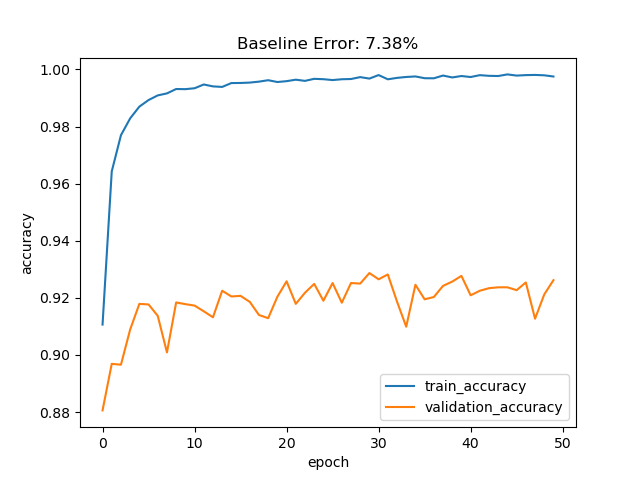 Baseline Error: 7.38%
1.00
0.98
0.96
0.94
0.92
0.90
0.88
accuracy
train_accuracy
validation_accuracy
0 10 20 30 40 50
epoch